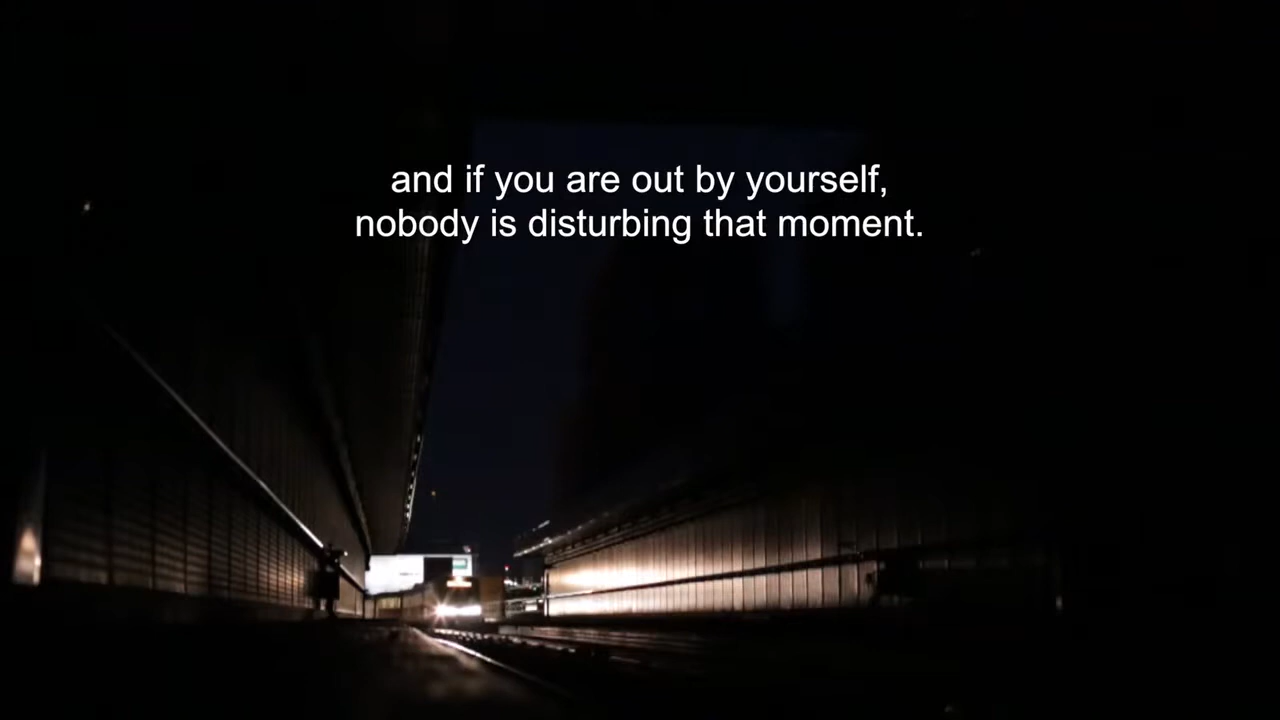 and if you are out by yourself,
nobody is disturbing that moment.